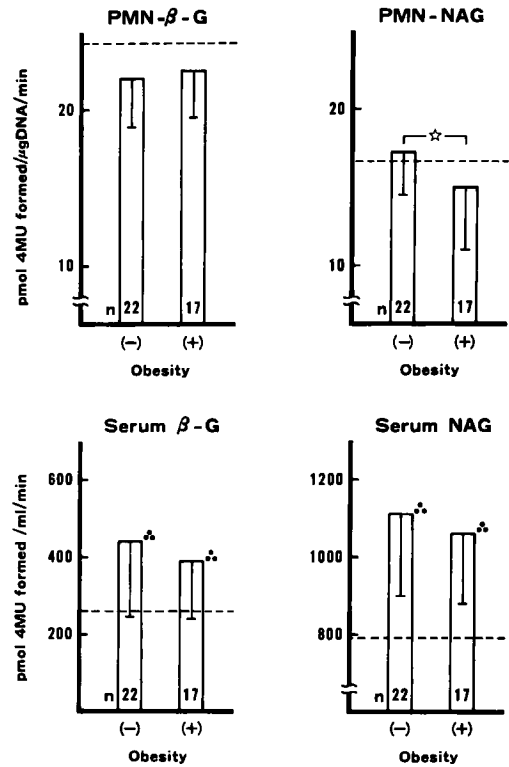 PMN-β-G
pmol 4MU formed/μgDNA/min
20
10
n 22 17
(-) (+)
Obesity
PMN-NAG
☆
20
10
n 22 17
(-) (+)
Obesity
Serum β-G
pmol 4MU formed /ml/min
600
400
200
n 22 17
(-) (+)
Obesity
Serum NAG
1200
1000
800
n 22 17
(-) (+)
Obesity